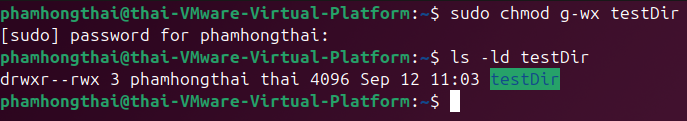 phamhongthai@thai-VMware-Virtual-Platform:~$ sudo chmod g-wx testDir
[sudo] password for phamhongthai:
phamhongthai@thai-VMware-Virtual-Platform:~$ ls -ld testDir
drwxr--rwx 3 phamhongthai thai 4096 Sep 12 11:03 testDir
phamhongthai@thai-VMware-Virtual-Platform:~$